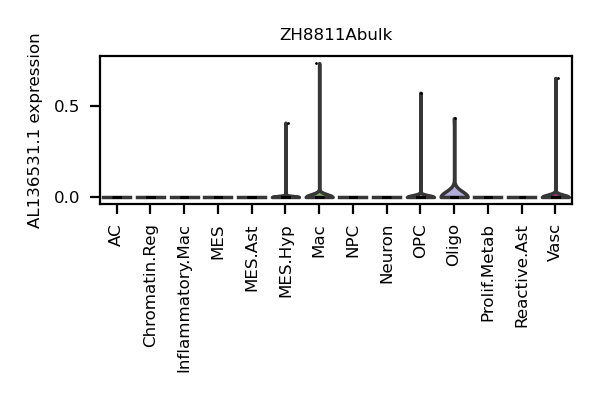 ZH8811Abulk
AL136531.1 expression
0.5
0.0
AC
Chromatin.Reg
Inflammatory.Mac
MES
MES.Ast
MES.Hyp
Mac
NPC
Neuron
OPC
Oligo
Prolif.Metab
Reactive.Ast
Vasc